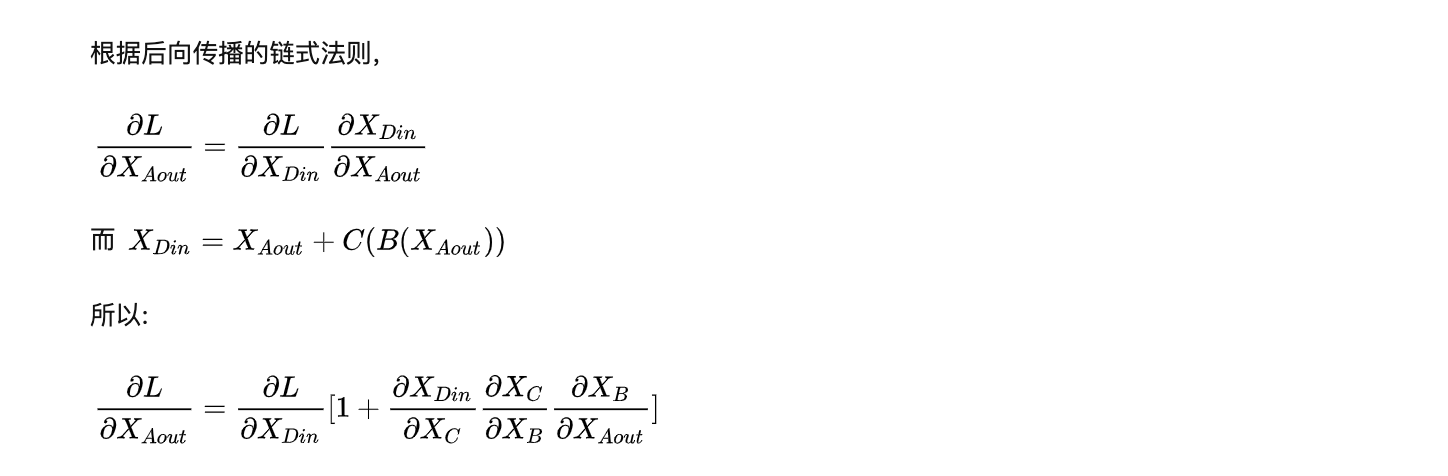 根据后向传播的链式法则,
∂L/∂X_{Aout} = ∂L/∂X_{Din} ∂X_{Din}/∂X_{Aout}
而 X_{Din} = X_{Aout} + C(B(X_{Aout}))
所以:
∂L/∂X_{Aout} = ∂L/∂X_{Din} [1 + ∂X_{Din}/∂X_C ∂X_C/∂X_B ∂X_B/∂X_{Aout}]